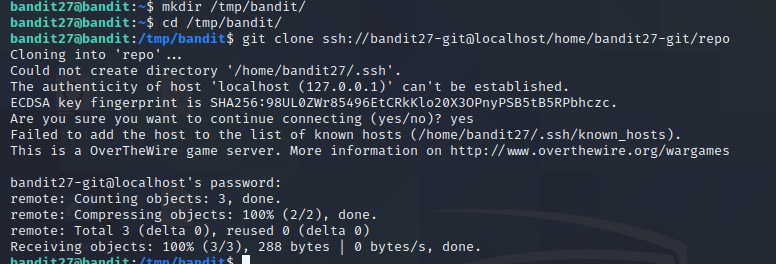 bandit27@bandit:~$ mkdir /tmp/bandit/
bandit27@bandit:~$ cd /tmp/bandit/
bandit27@bandit:/tmp/bandit$ git clone ssh://bandit27-git@localhost/home/bandit27-git/repo
Cloning into 'repo'...
Could not create directory '/home/bandit27/.ssh'.
The authenticity of host 'localhost (127.0.0.1)' can't be established.
ECDSA key fingerprint is SHA256:98UL0ZWr85496EtCRkKlo20X3OPnyPSB5tB5RPbhczc.
Are you sure you want to continue connecting (yes/no)? yes
Failed to add the host to the list of known hosts (/home/bandit27/.ssh/known_hosts).
This is a OverTheWire game server. More information on http://www.overthewire.org/wargames
bandit27-git@localhost's password:
remote: Counting objects: 3, done.
remote: Compressing objects: 100% (2/2), done.
remote: Total 3 (delta 0), reused 0 (delta 0)
Receiving objects: 100% (3/3), 288 bytes | 0 bytes/s, done.
bandit27@bandit:/tmp/bandit$